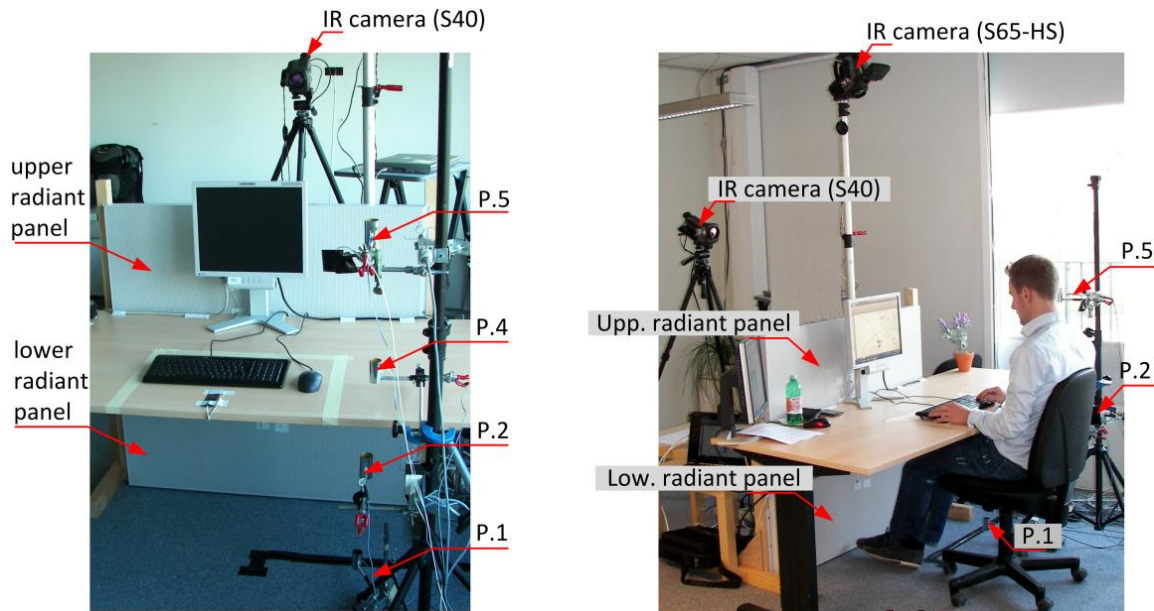 IR camera (S40)
upper
radiant
panel
P.5
lower
radiant
panel
P.4
P.2
P.1
IR camera (S65-HS)
IR camera (S40)
P.5
Upp. radiant panel
P.2
Low. radiant panel
P.1